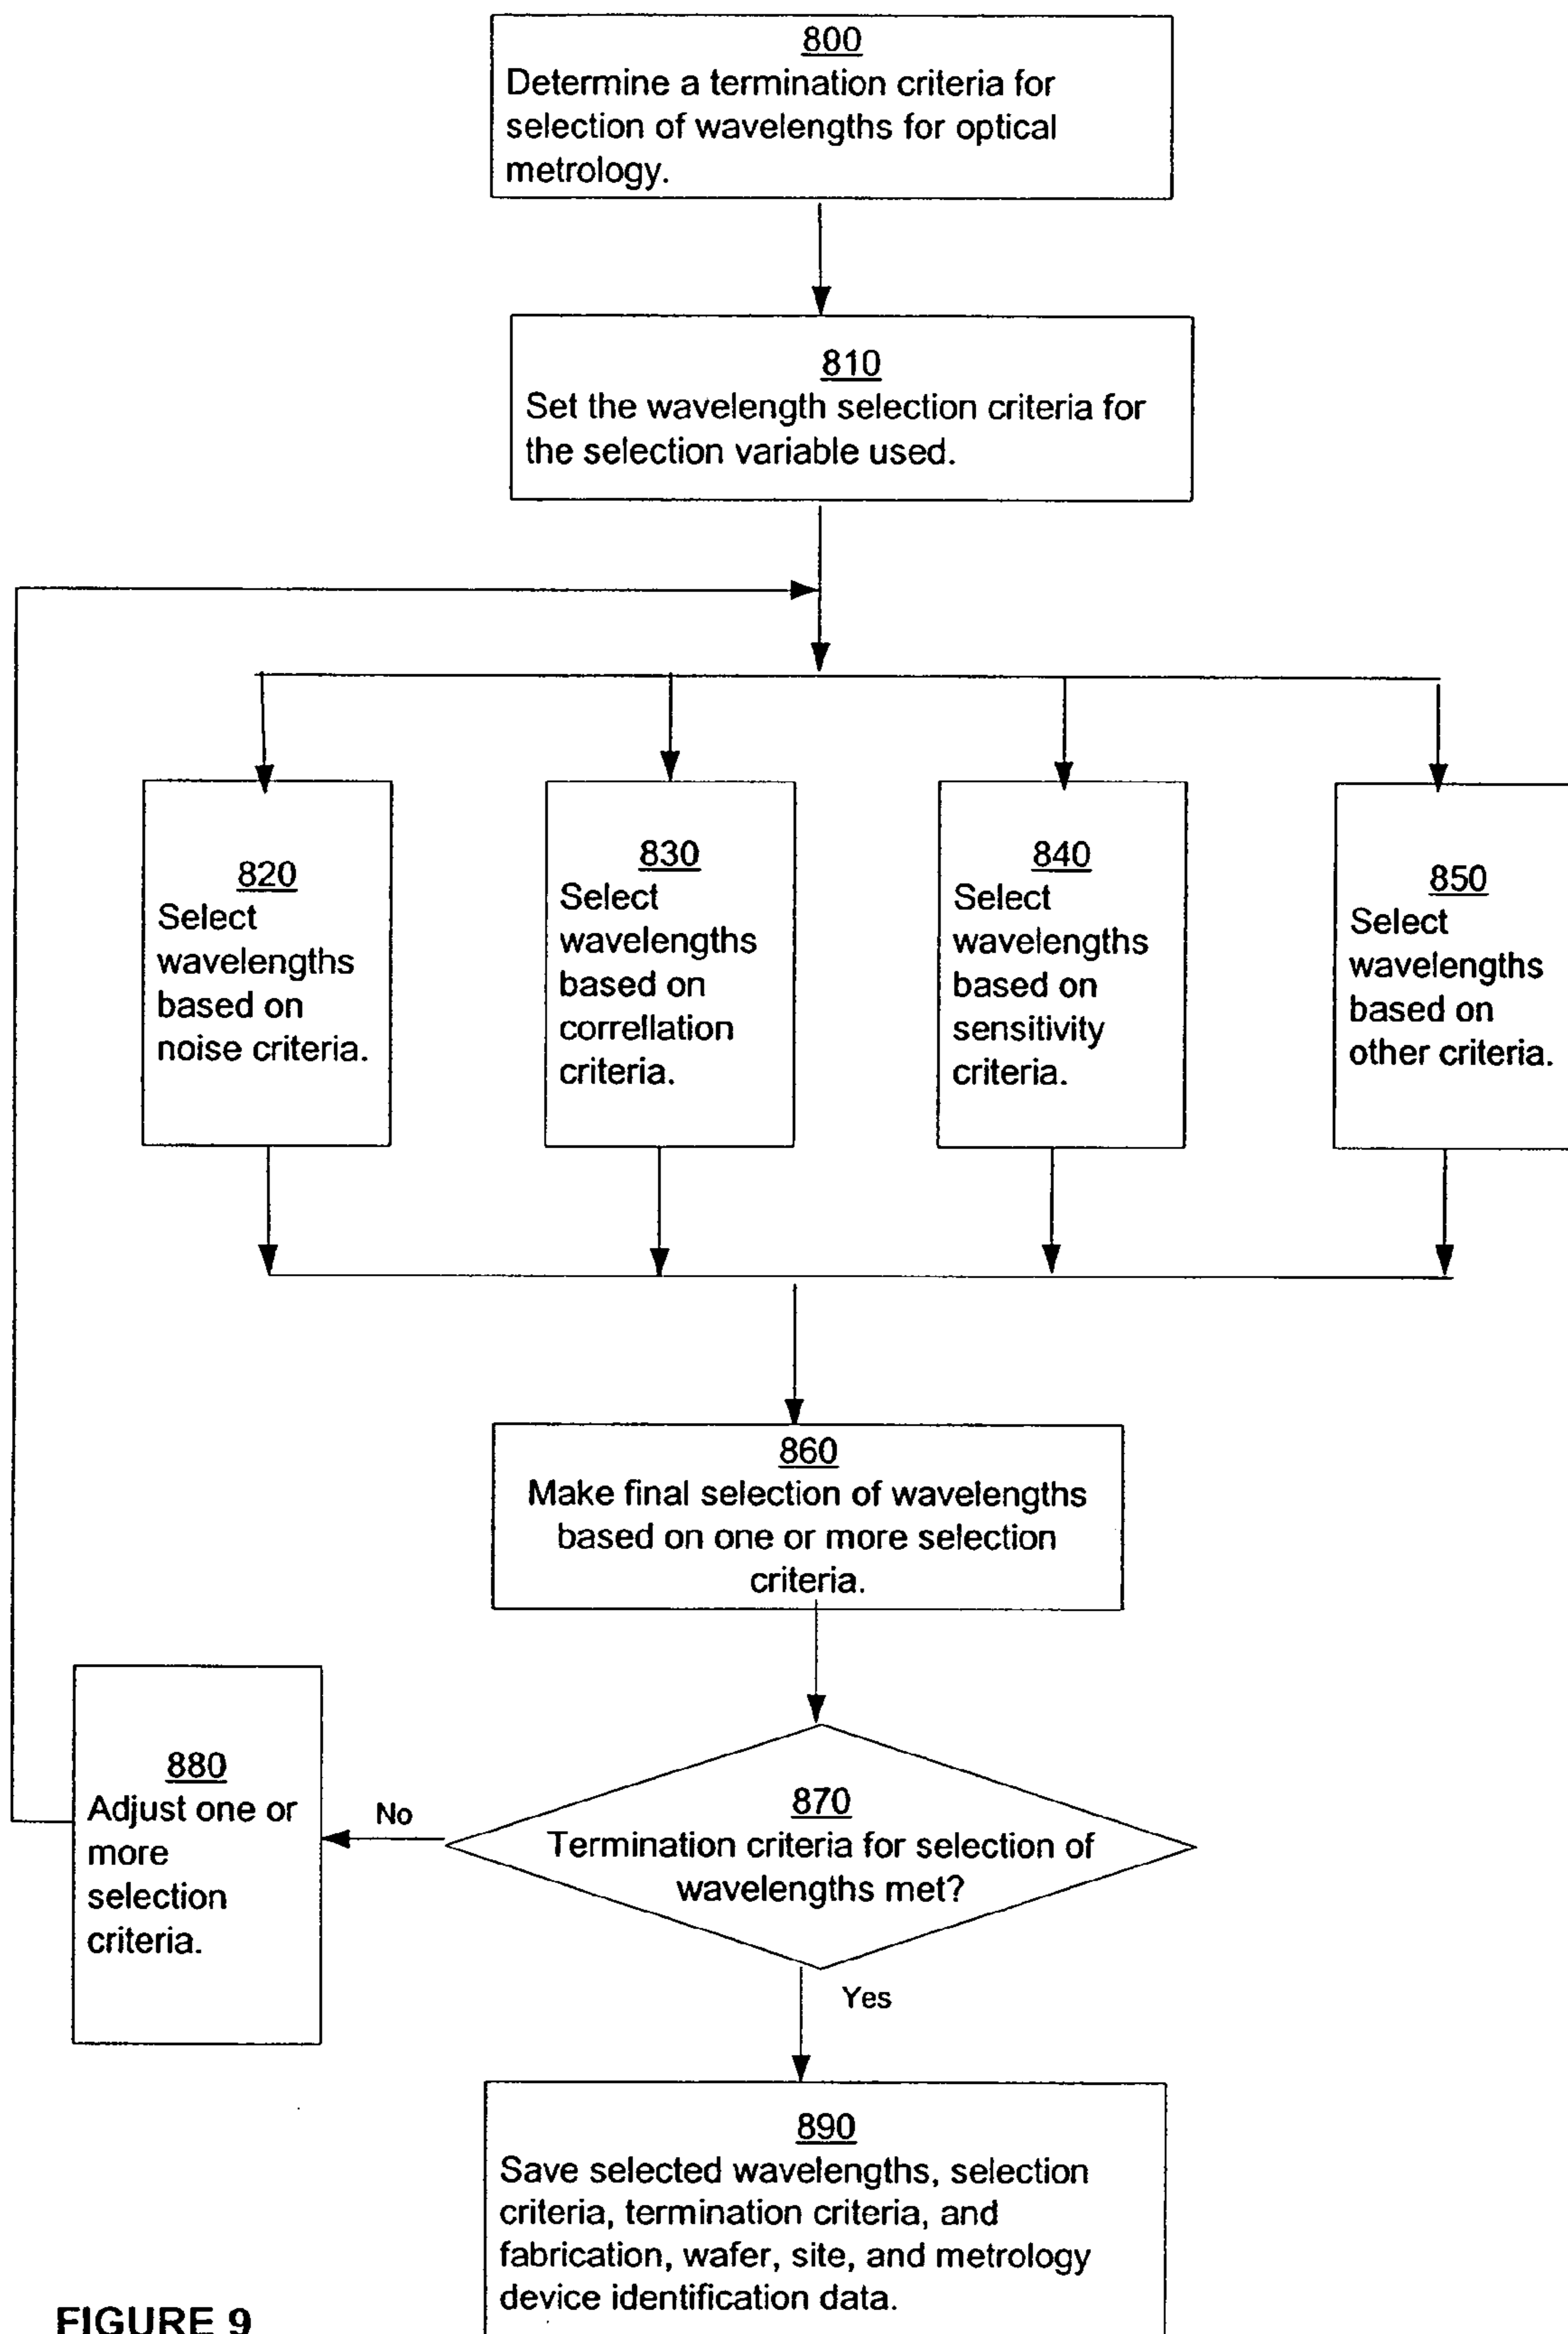 800
Determine a termination criteria for
selection of wavelengths for optical
metrology.
810
Set the wavelength selection criteria for
the selection variable used.
820
Select
wavelengths
based on
noise criteria.
830
Select
wavelengths
based on
correllation
criteria.
840
Select
wavelengths
based on
sensitivity
criteria.
850
Select
wavelengths
based on
other criteria.
860
Make final selection of wavelengths
based on one or more selection
criteria.
870
Termination criteria for selection of
wavelengths met?
No
880
Adjust one or
more
selection
criteria.
Yes
890
Save selected wavelengths, selection
criteria, termination criteria, and
fabrication, wafer, site, and metrology
device identification data.
FIGURE 9